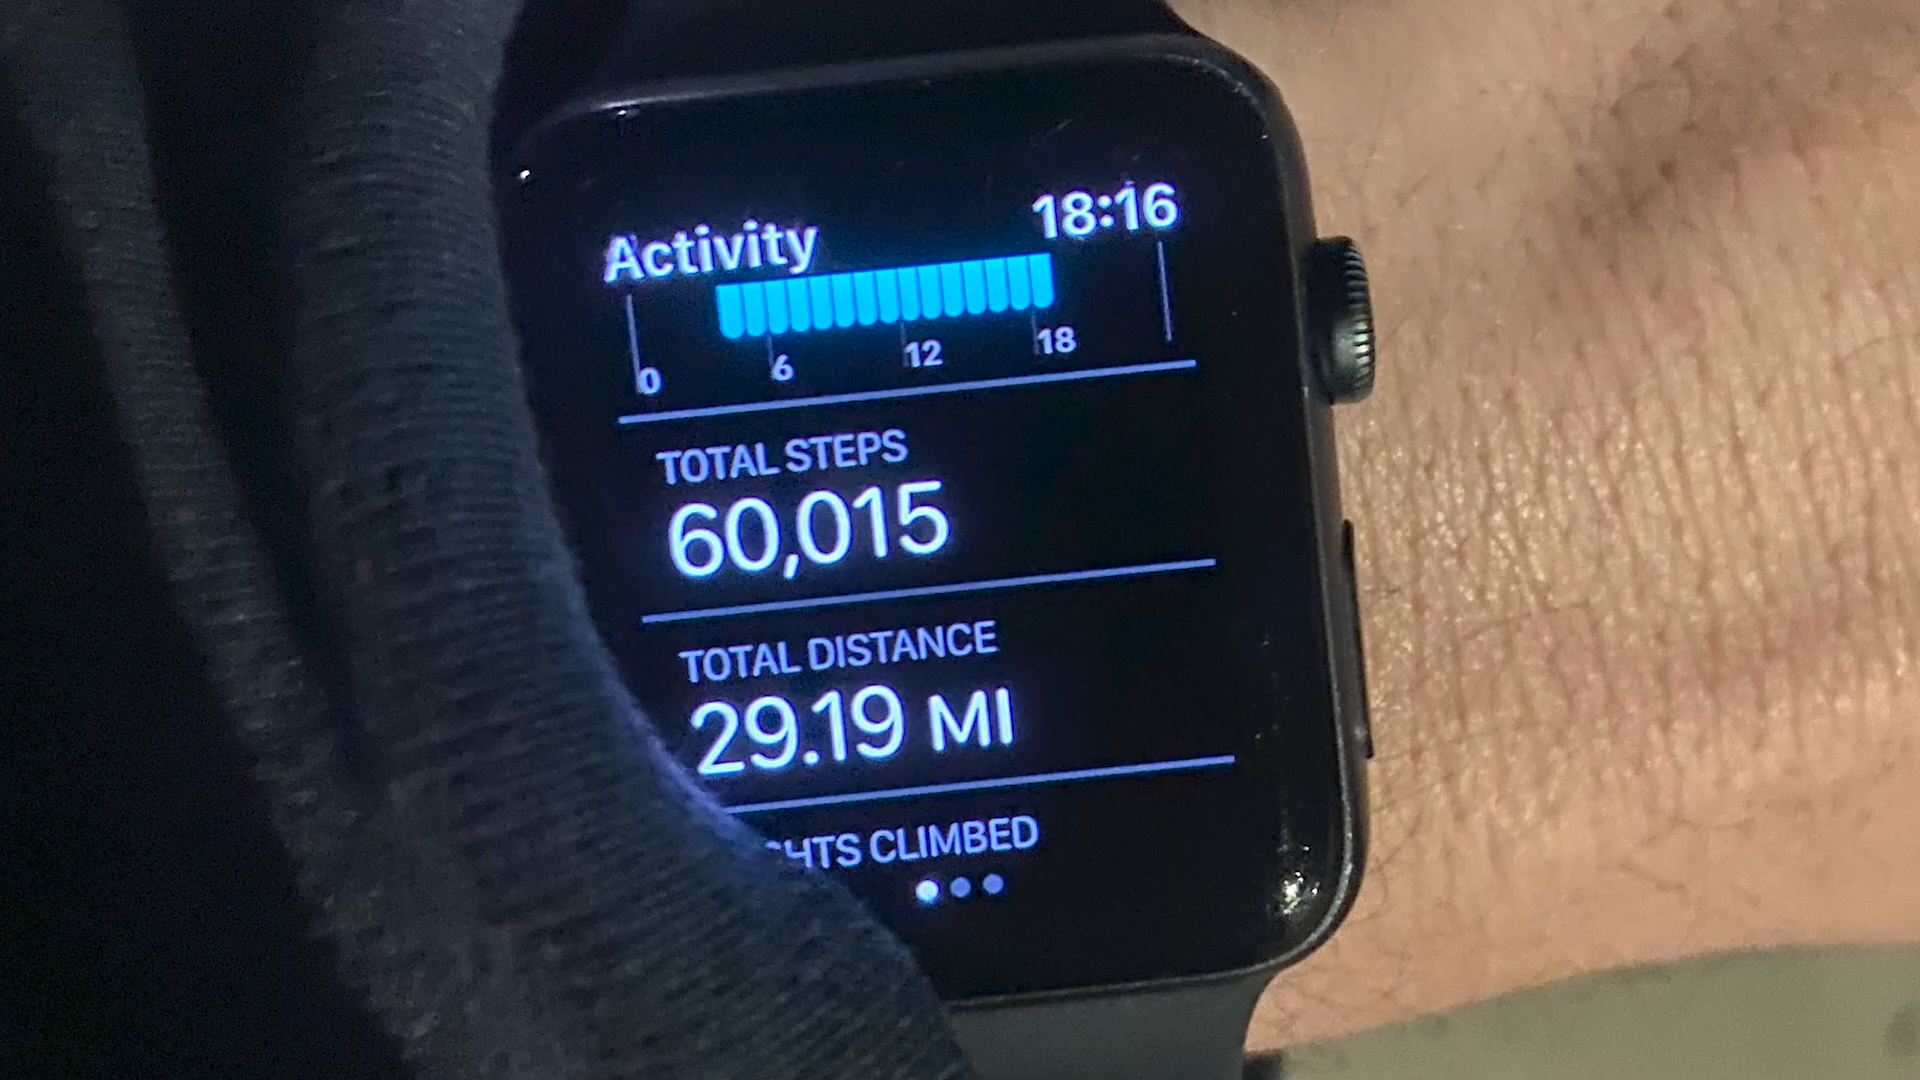 Activity
18:16
0 6 12 18
TOTAL STEPS
60,015
TOTAL DISTANCE
29.19 MI
CLIMBED